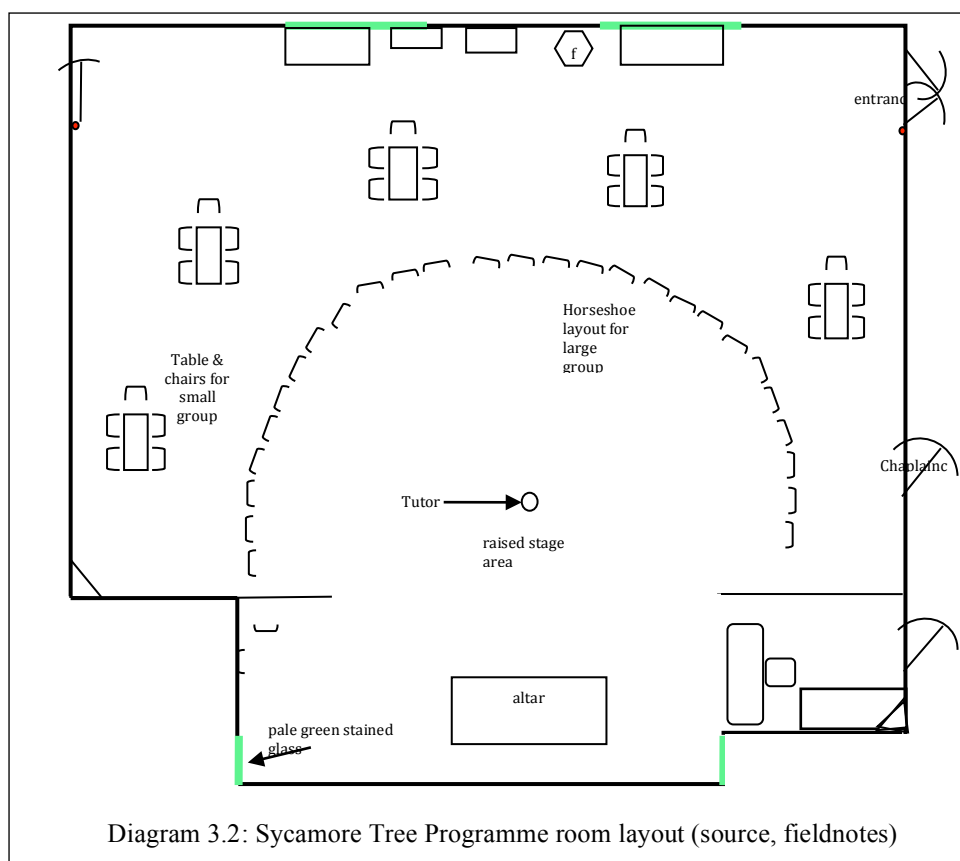 f
entranc
Horseshoe
layout for
large
group
Table &
chairs for
small
group
Chaplainc
Tutor
raised stage
area
altar
pale green stained
glass
Diagram 3.2: Sycamore Tree Programme room layout (source, fieldnotes)